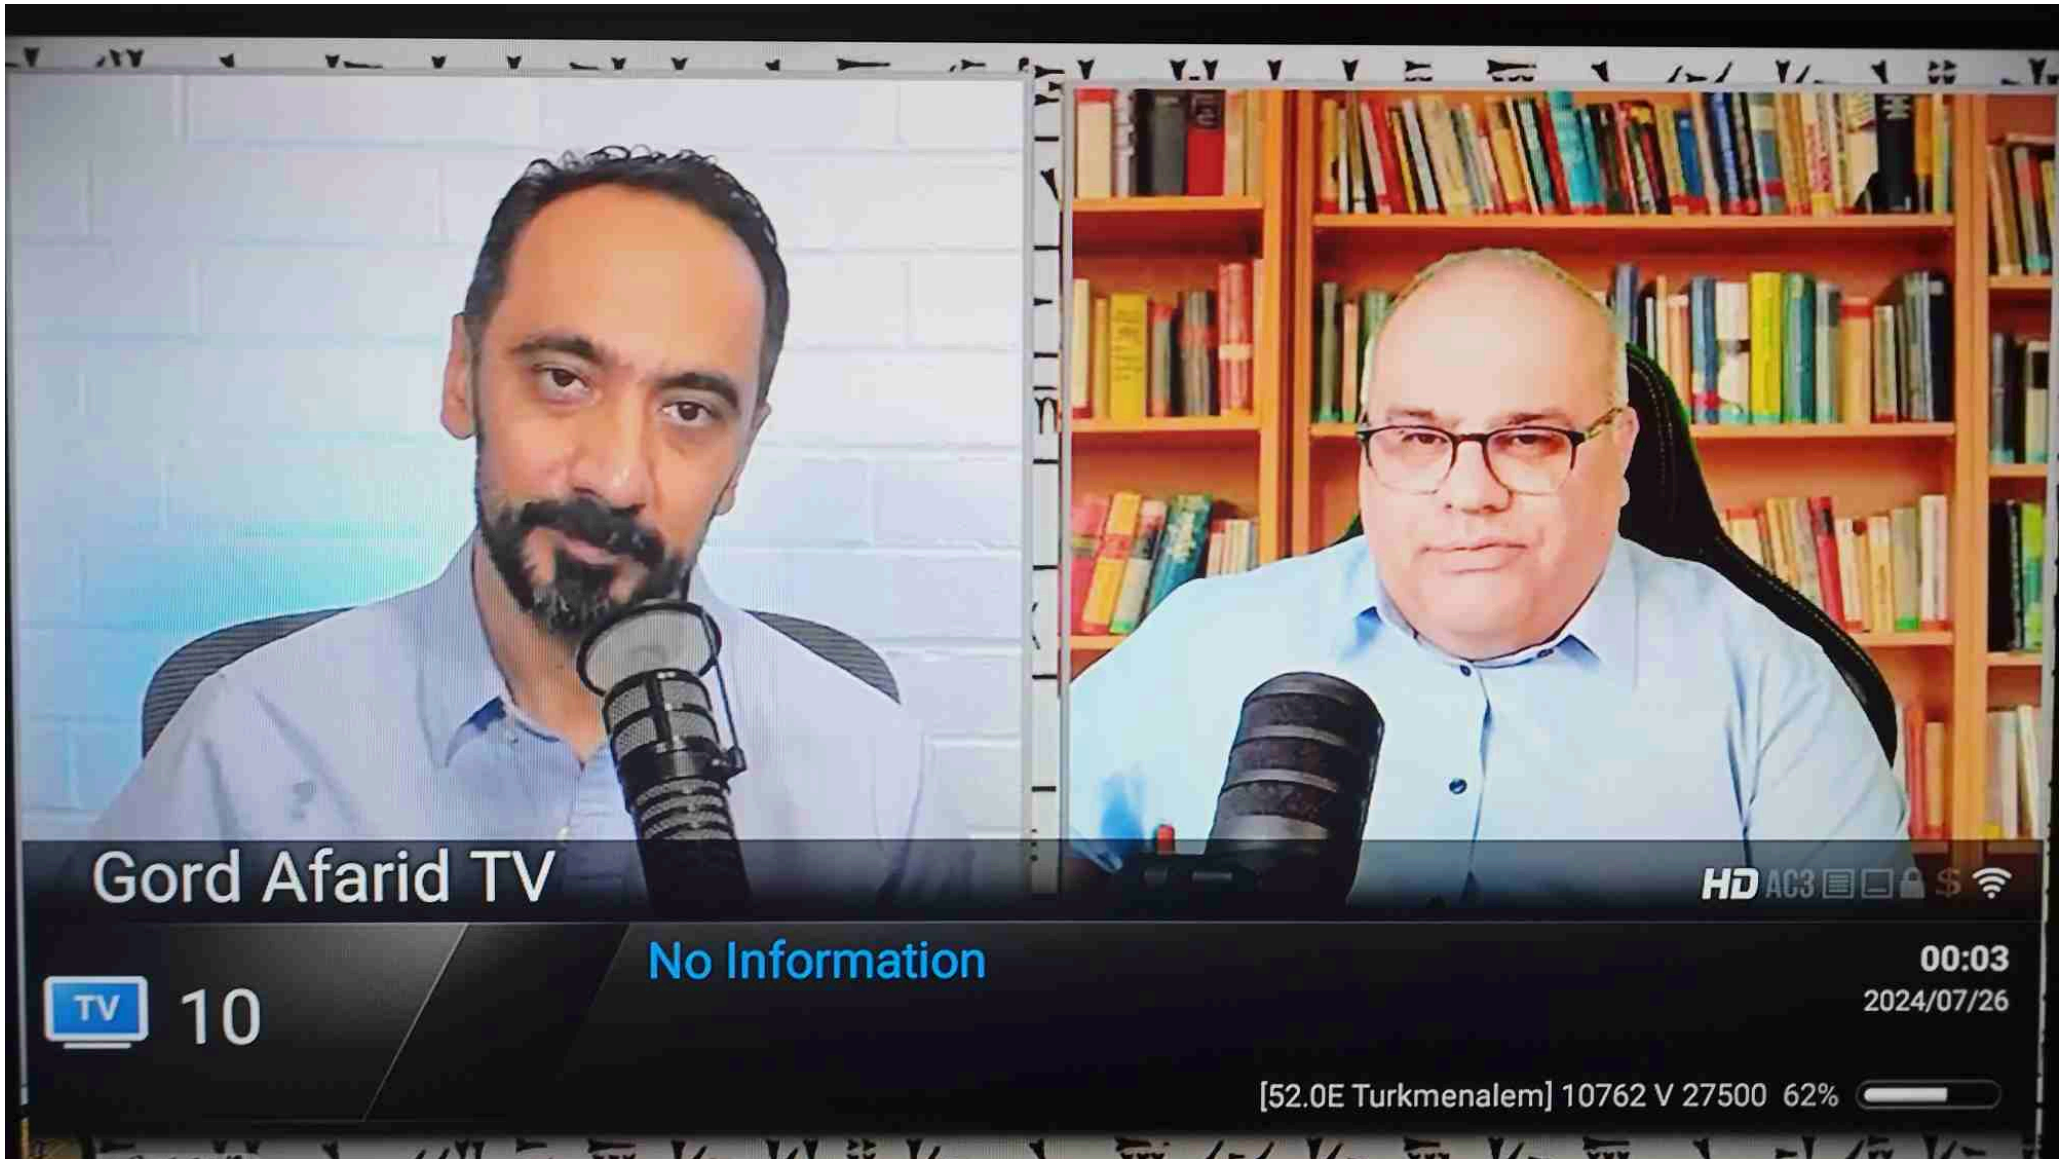 Gord Afarid TV
HD AC3 $
No Information
00:03
TV 10
2024/07/26
[52.0E Turkmenalem] 10762 V 27500 62%